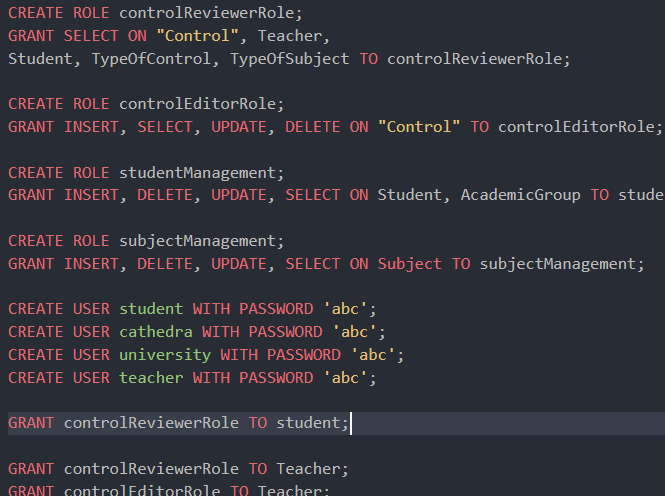 CREATE ROLE controlReviewerRole;
GRANT SELECT ON "Control", Teacher,
Student, TypeOfControl, TypeOfSubject TO controlReviewerRole;
CREATE ROLE controlEditorRole;
GRANT INSERT, SELECT, UPDATE, DELETE ON "Control" TO controlEditorRole;
CREATE ROLE studentManagement;
GRANT INSERT, DELETE, UPDATE, SELECT ON Student, AcademicGroup TO stude
CREATE ROLE subjectManagement;
GRANT INSERT, DELETE, UPDATE, SELECT ON Subject TO subjectManagement;
CREATE USER student WITH PASSWORD 'abc';
CREATE USER cathedra WITH PASSWORD 'abc';
CREATE USER university WITH PASSWORD 'abc';
CREATE USER teacher WITH PASSWORD 'abc';
GRANT controlReviewerRole TO student;
GRANT controlReviewerRole TO Teacher;
GRANT controlEditorRole TO Teacher;